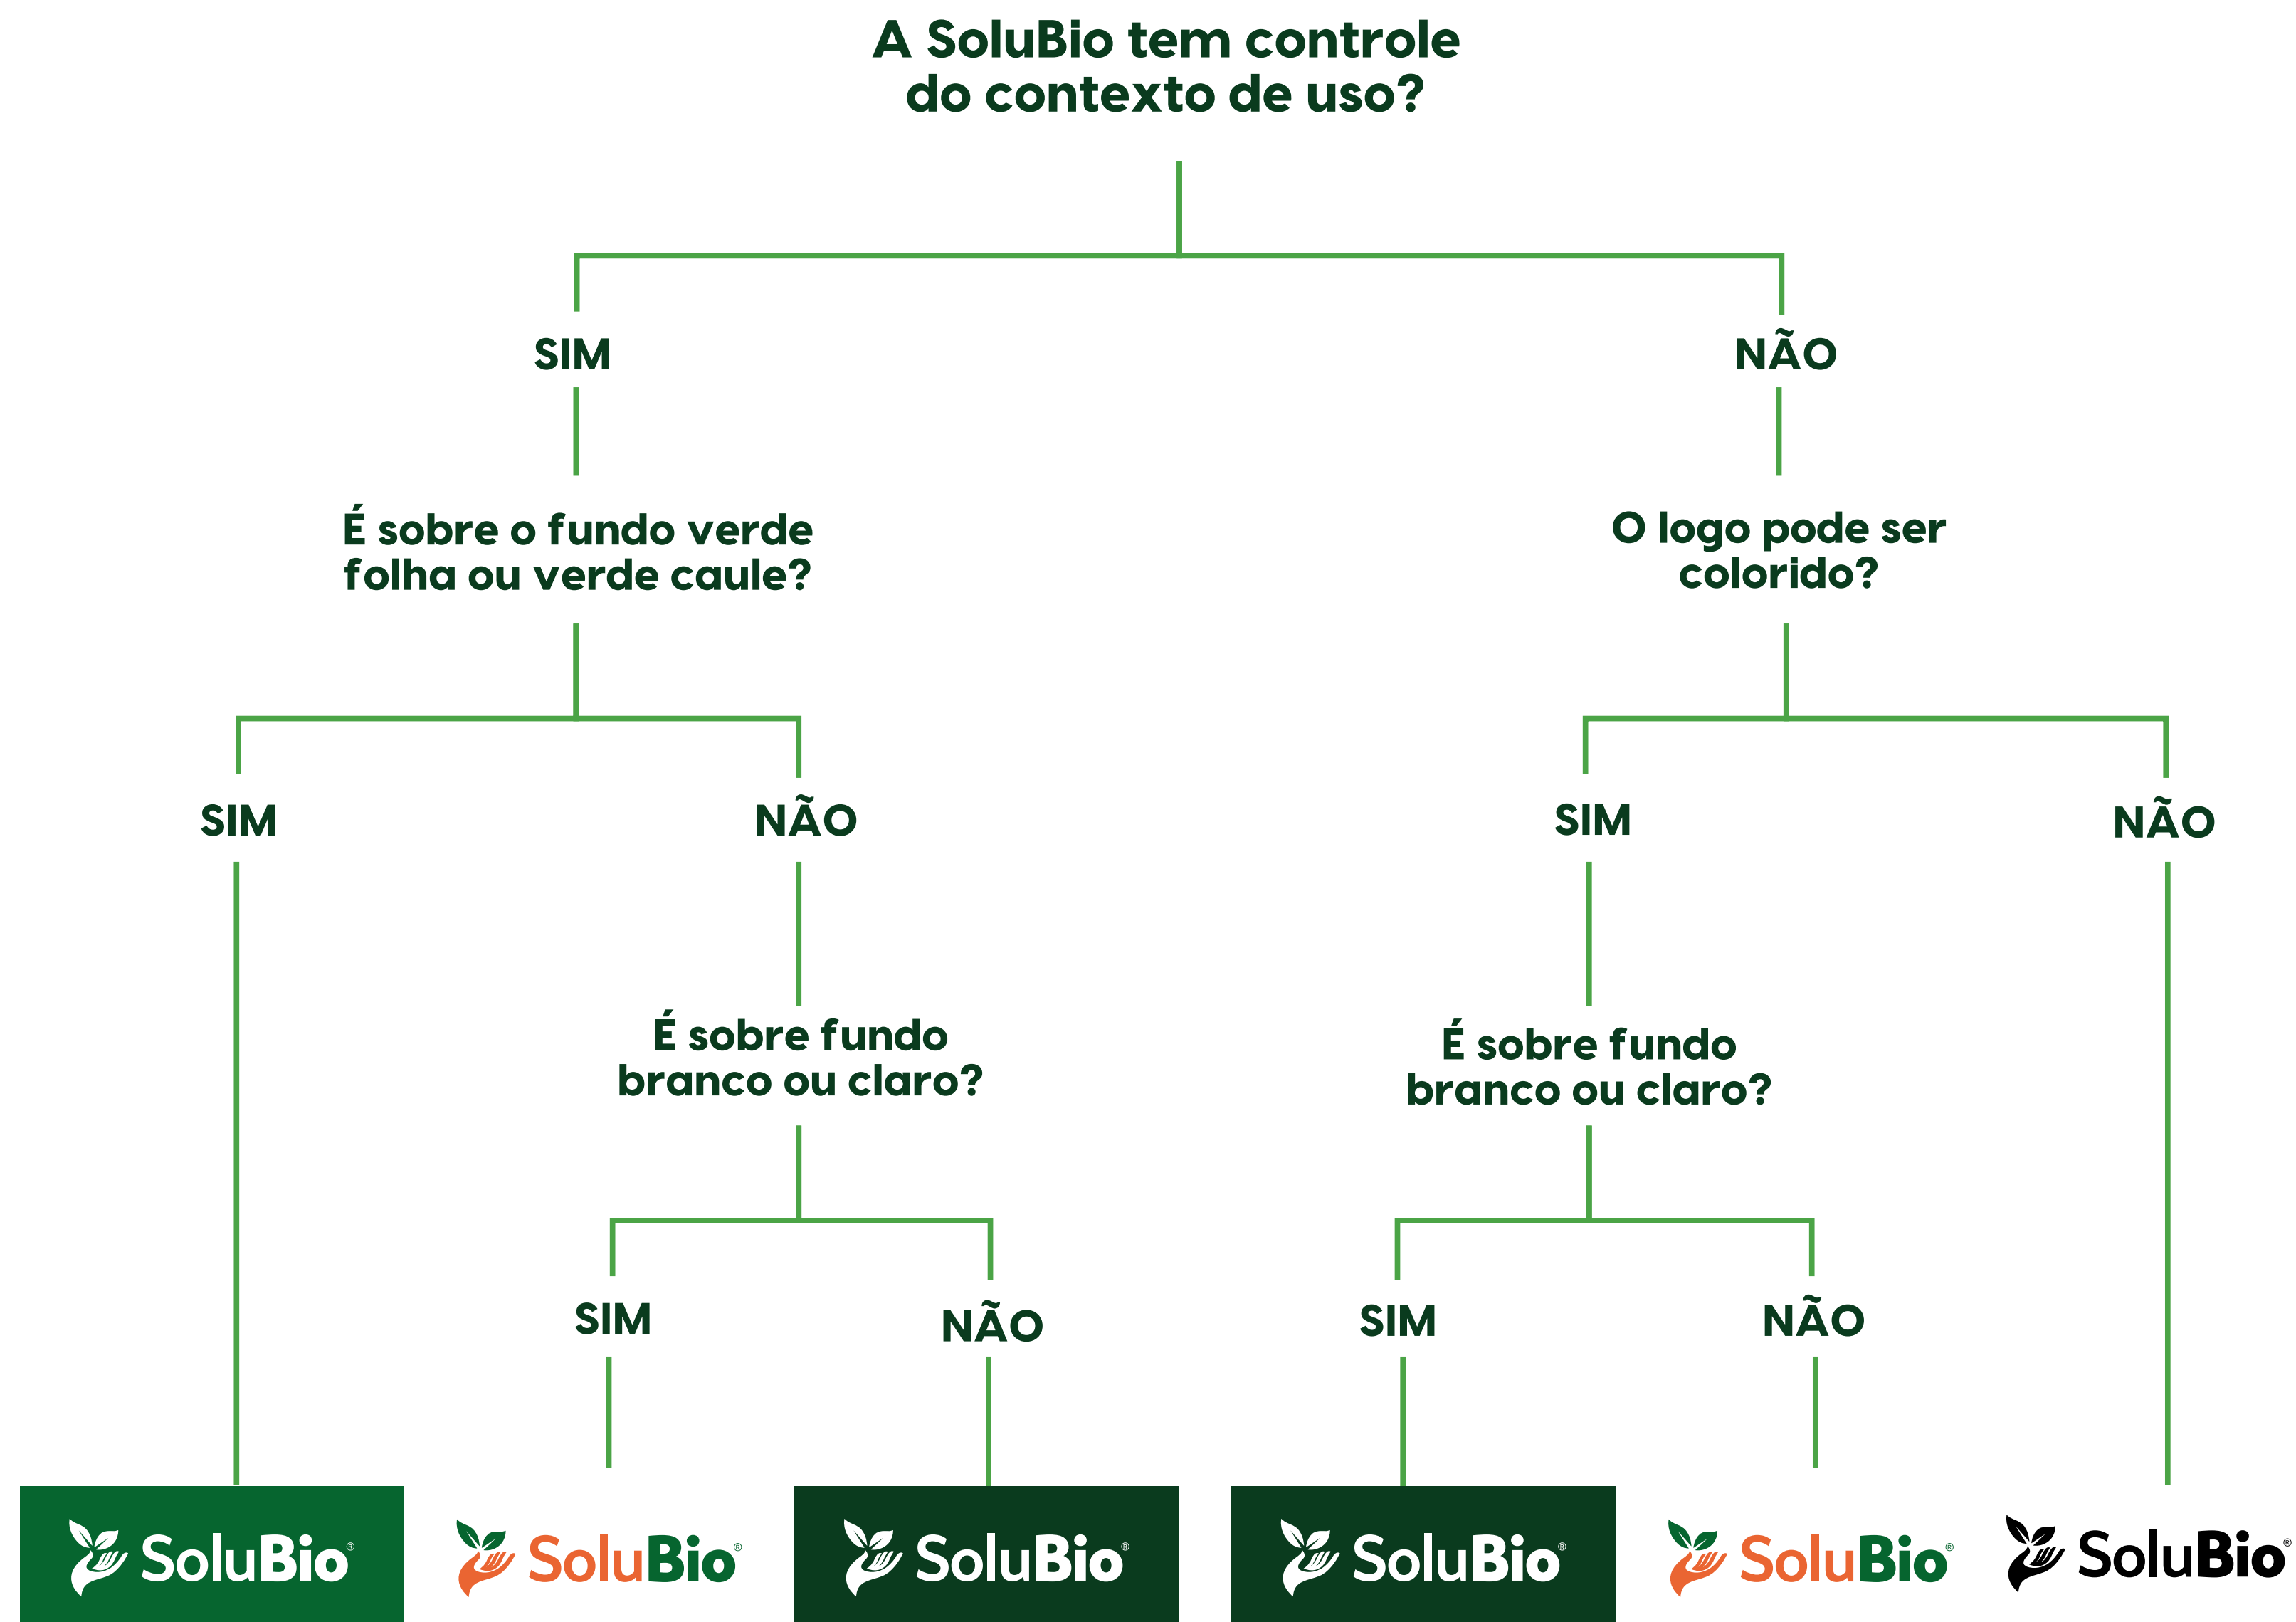 A SoluBio tem controle
do contexto de uso?
SIM
NÃO
É sobre o fundo verde
folha ou verde caule?
O logo pode ser
colorido?
SIM
NÃO
SIM
NÃO
É sobre fundo
branco ou claro?
É sobre fundo
branco ou claro?
SIM
NÃO
SIM
NÃO
SoluBio®
SoluBio®
SoluBio®
SoluBio®
SoluBio®
SoluBio®